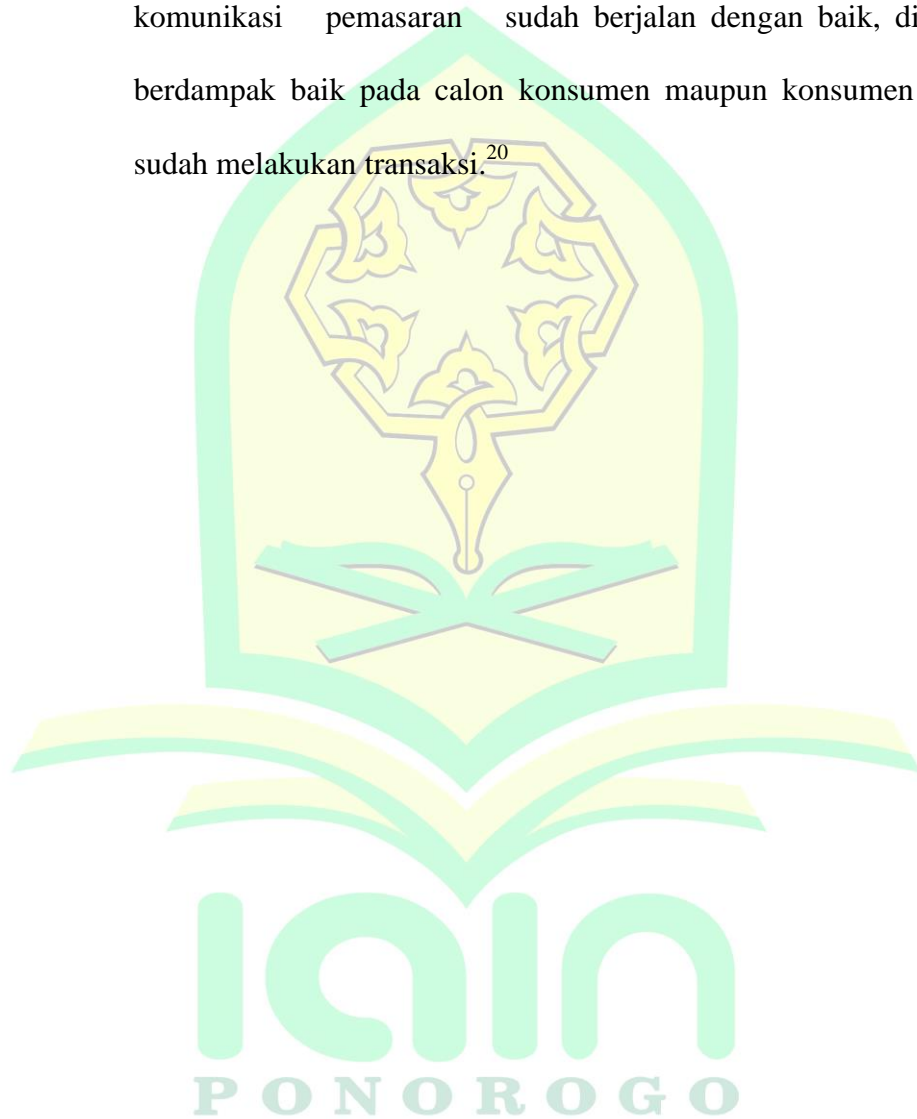 komunikasi pemasaran sudah berjalan dengan baik, di
berdampak baik pada calon konsumen maupun konsumen
sudah melakukan transaksi.20
iain
PONOROGO